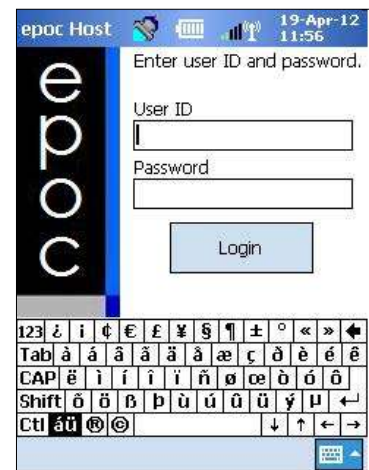 epoc Host 19-Apr-12
11:56
epoc
Enter user ID and password.
User ID
Password
Login
123 ¿ ¡ ¢ € £ ¥ § ¶ ± ° « » 🡄
Tab à á â ã ä å æ ç ð è é ê
CAP ë ì í î ï ñ ø œ ò ó ô
Shift õ ö ß þ ù ú û ü ý µ ↵
Ctl áü ® © ↓ ↑ ← →